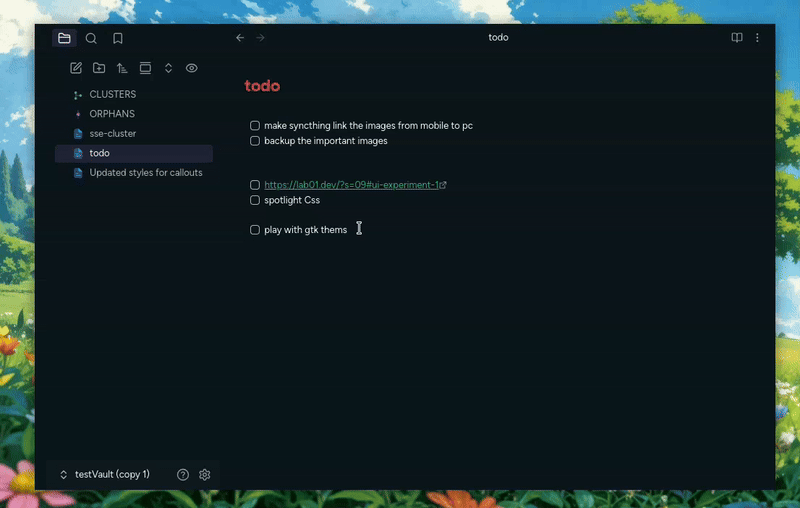 todo
CLUSTERS
ORPHANS
sse-cluster
todo
Updated styles for callouts
testVault (copy 1)
todo
make syncthing link the images from mobile to pc
backup the important images
https://lab01.dev/?s=09#ui-experiment-1
spotlight Css
play with gtk thems